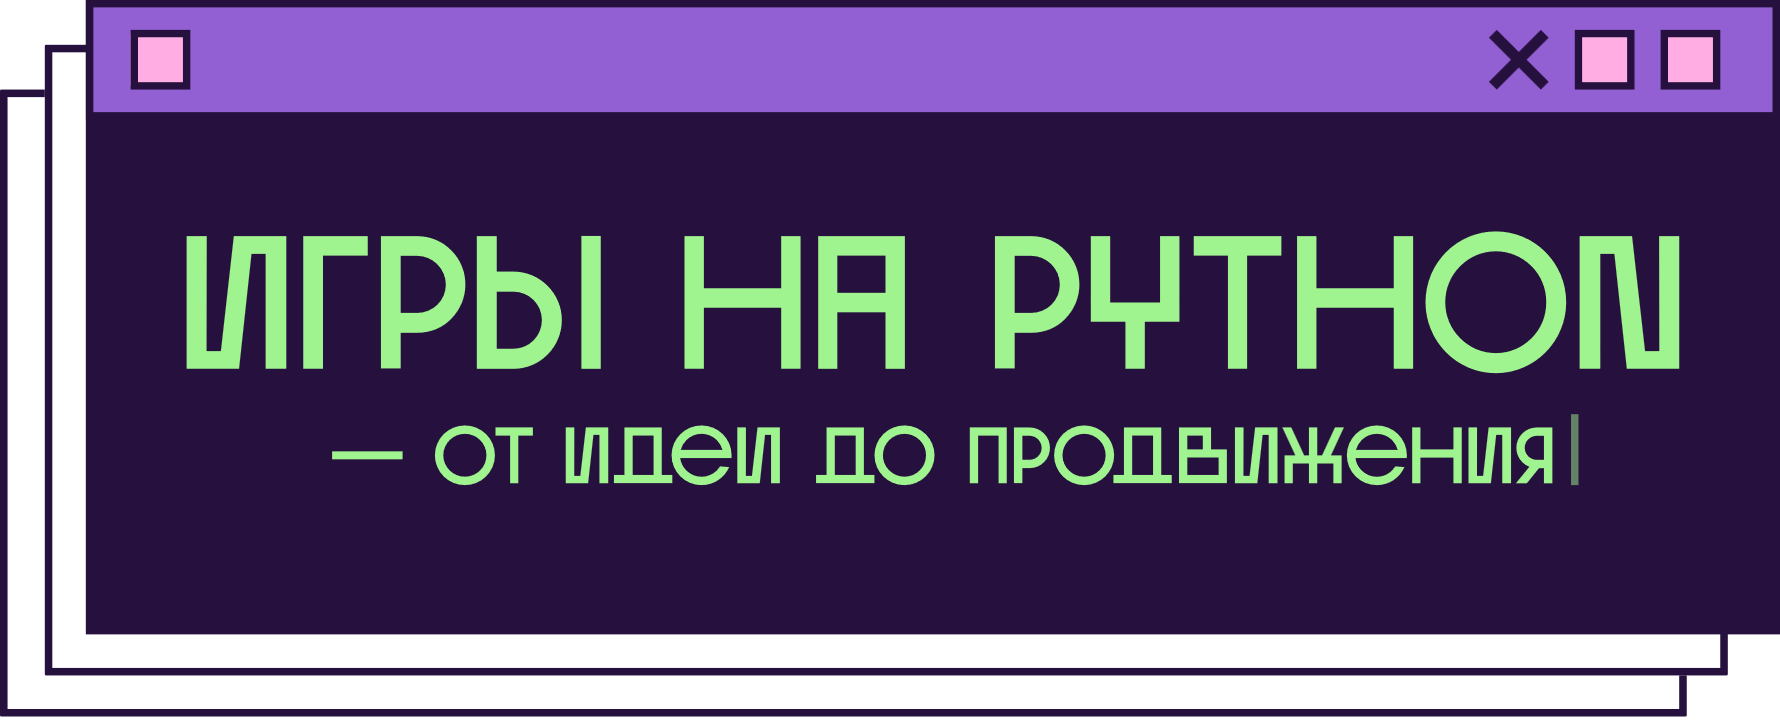 ИГРЫ НА PYTHON
— ОТ ИДЕИ ДО ПРОДВИЖЕНИЯ